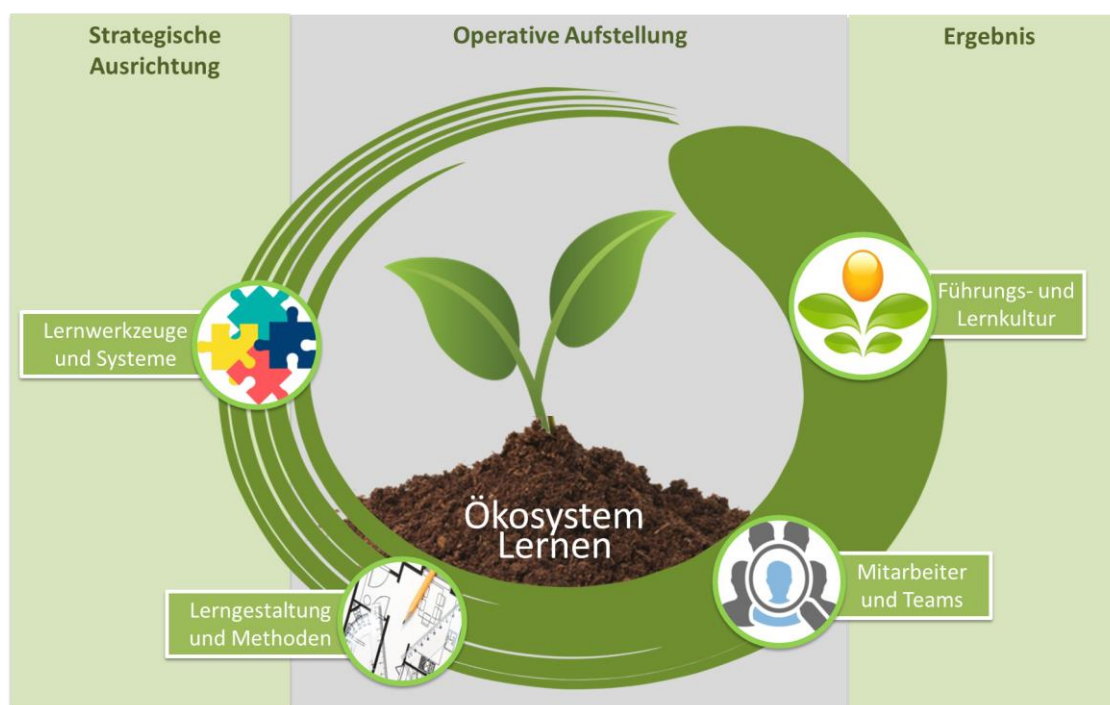 Strategische
Ausrichtung
Operative Aufstellung
Ergebnis
Führungs- und
Lernkultur
Lernwerkzeuge
und Systeme
Ökosystem
Lernen
Mitarbeiter
und Teams
Lerngestaltung
und Methoden